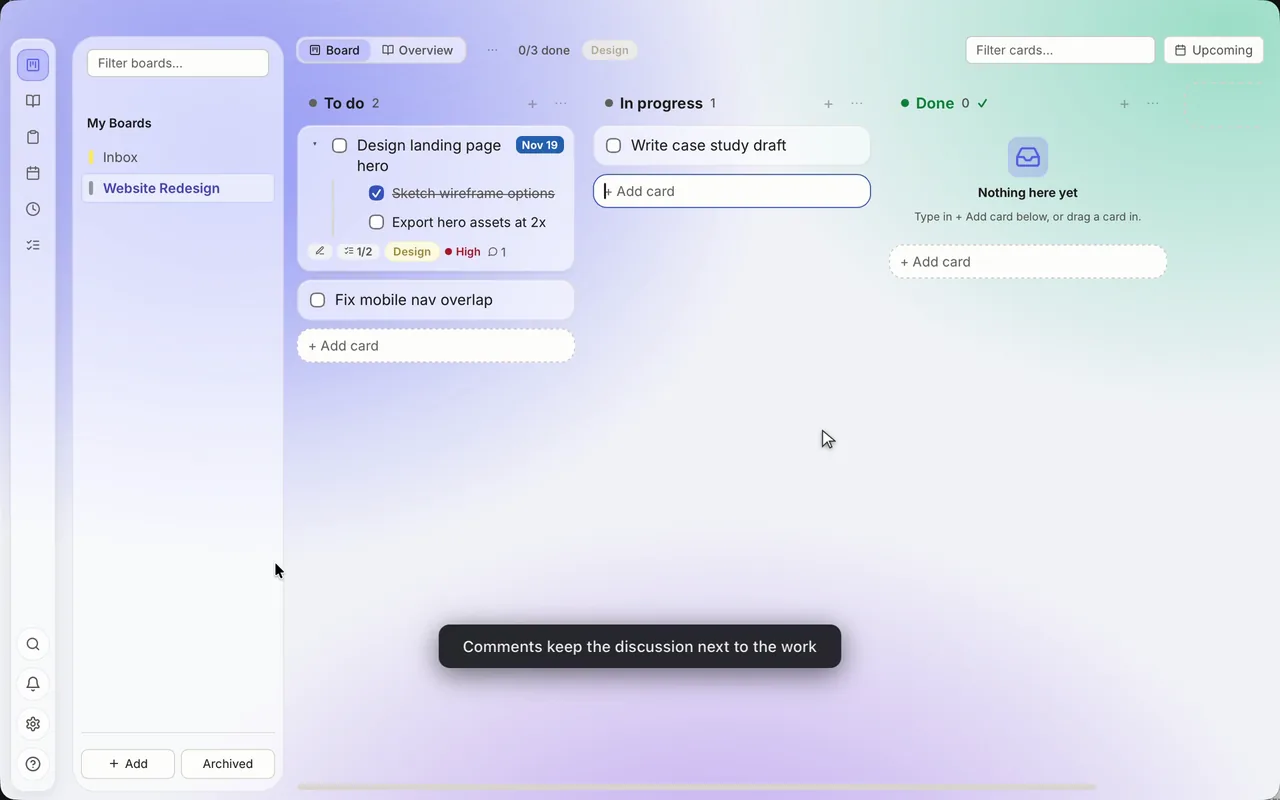 Filter boards...
My Boards
Inbox
Website Redesign
+ Add
Archived
Board
Overview
...
0/3 done
Design
Filter cards...
Upcoming
To do 2
+ ...
Design landing page
hero
Nov 19
Sketch wireframe options
Export hero assets at 2x
1/2
Design
High
1
Fix mobile nav overlap
+ Add card
In progress 1
+ ...
Write case study draft
+ Add card
Done 0
+ ...
Nothing here yet
Type in + Add card below, or drag a card in.
+ Add card
Comments keep the discussion next to the work